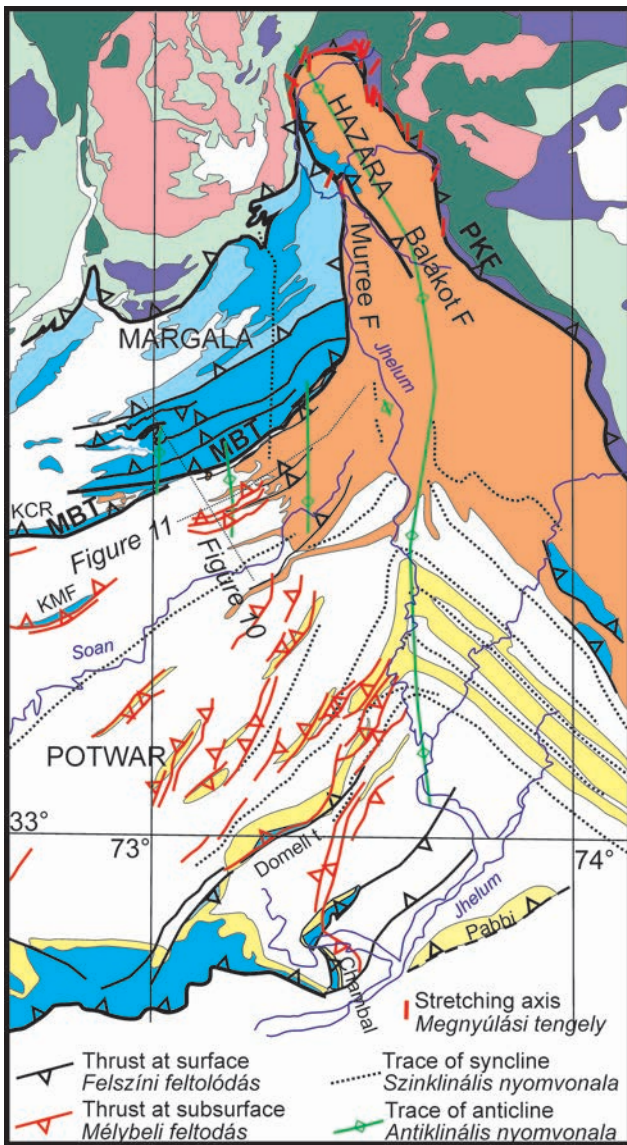 HAZARA
PKF
Balakot F
Murree F
MARGALA
Jhelum
MBT
KCR
MBT
Figure 11
Figure 10
KMF
Soan
POTWAR
33°
73°
74°
Domeli t
Jhelum
Pabbi
Chambal
Stretching axis
Megnyúlási tengely
Thrust at surface
Felszíni feltolódás
Trace of syncline
Szinklinális nyomvonala
Thrust at subsurface
Mélybeli feltodás
Trace of anticline
Antiklinális nyomvonala